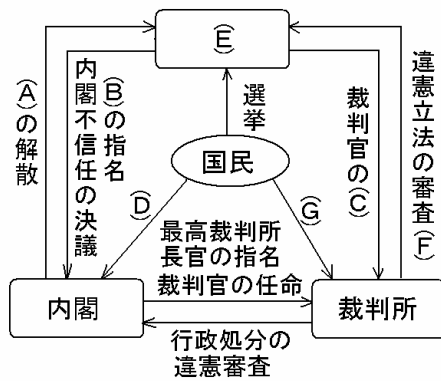 (E)
(A)の解散
(B)の指名
内閣不信任の決議
選挙
裁判官の(C)
違憲立法の審査(F)
国民
(D)
(G)
最高裁判所
長官の指名
裁判官の任命
内閣
裁判所
行政処分の
違憲審査